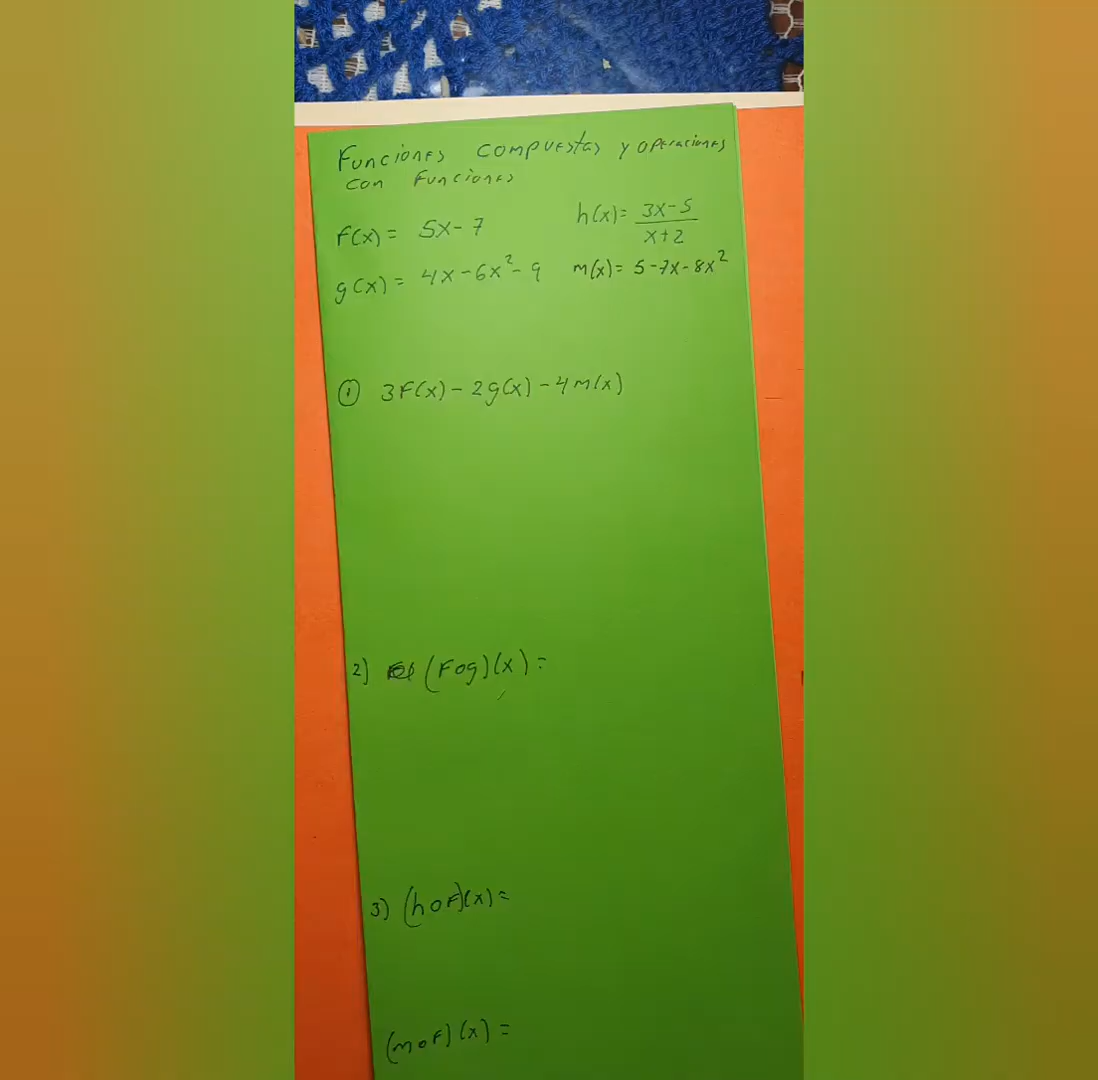 Funciones compuestas y operaciones
con funciones
f(x) = 5x - 7
h(x) = 3x - 5 / x + 2
g(x) = 4x - 6x² - 9
m(x) = 5 - 7x - 8x²
① 3f(x) - 2g(x) - 4m(x)
2) (fog)(x) =
3) (hof)(x) =
(mof)(x) =